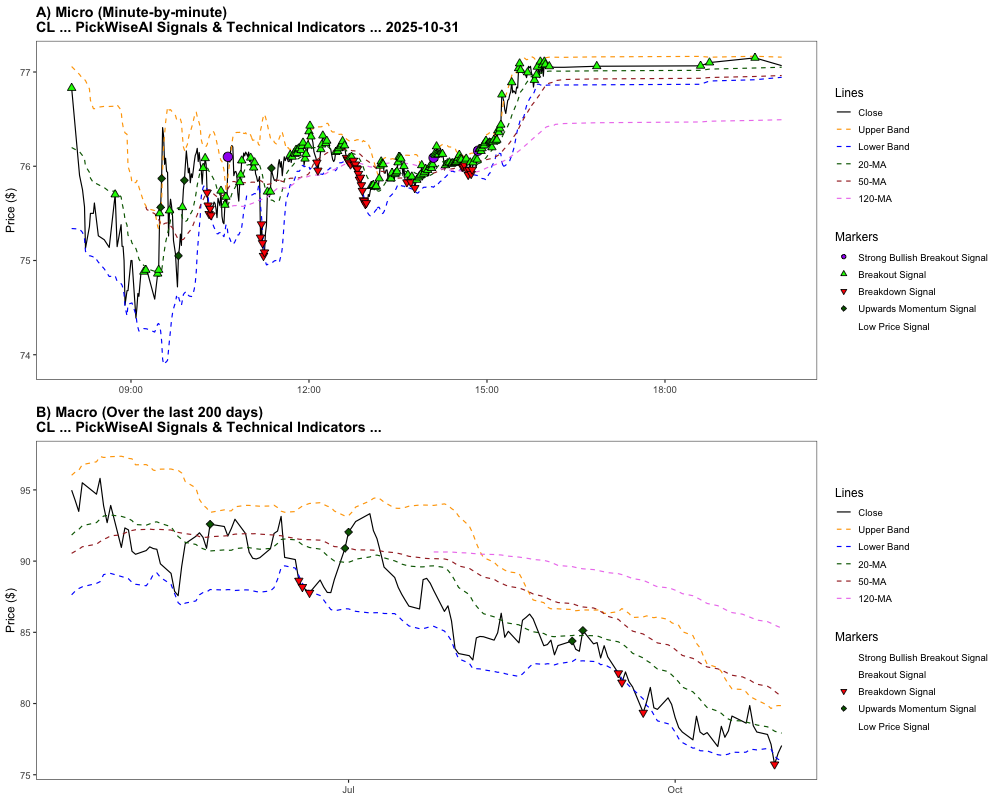 A) Micro (Minute-by-minute)
CL ... PickWiseAI Signals & Technical Indicators ... 2025-10-31
Price ($)
77
76
75
74
09:00
12:00
15:00
18:00
Lines
Close
Upper Band
Lower Band
20-MA
50-MA
120-MA
Markers
Strong Bullish Breakout Signal
Breakout Signal
Breakdown Signal
Upwards Momentum Signal
Low Price Signal
B) Macro (Over the last 200 days)
CL ... PickWiseAI Signals & Technical Indicators ...
Price ($)
95
90
85
80
75
Jul
Oct
Lines
Close
Upper Band
Lower Band
20-MA
50-MA
120-MA
Markers
Strong Bullish Breakout Signal
Breakout Signal
Breakdown Signal
Upwards Momentum Signal
Low Price Signal